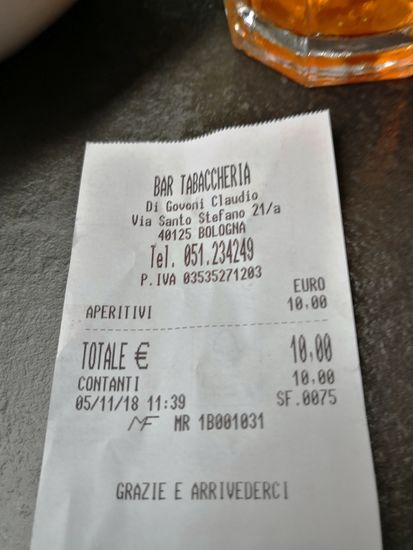 BAR TABACCHERIA
Di Govoni Claudio
Via Santo Stefano 21/a
40125 BOLOGNA
Tel. 051.234249
P.IVA 03535271203
EURO
APERITIVI 10.00
TOTALE € 10,00
CONTANTI 10.00
05/11/18 11:39 SF.0075
MF MR 1B001031
GRAZIE E ARRIVEDERCI